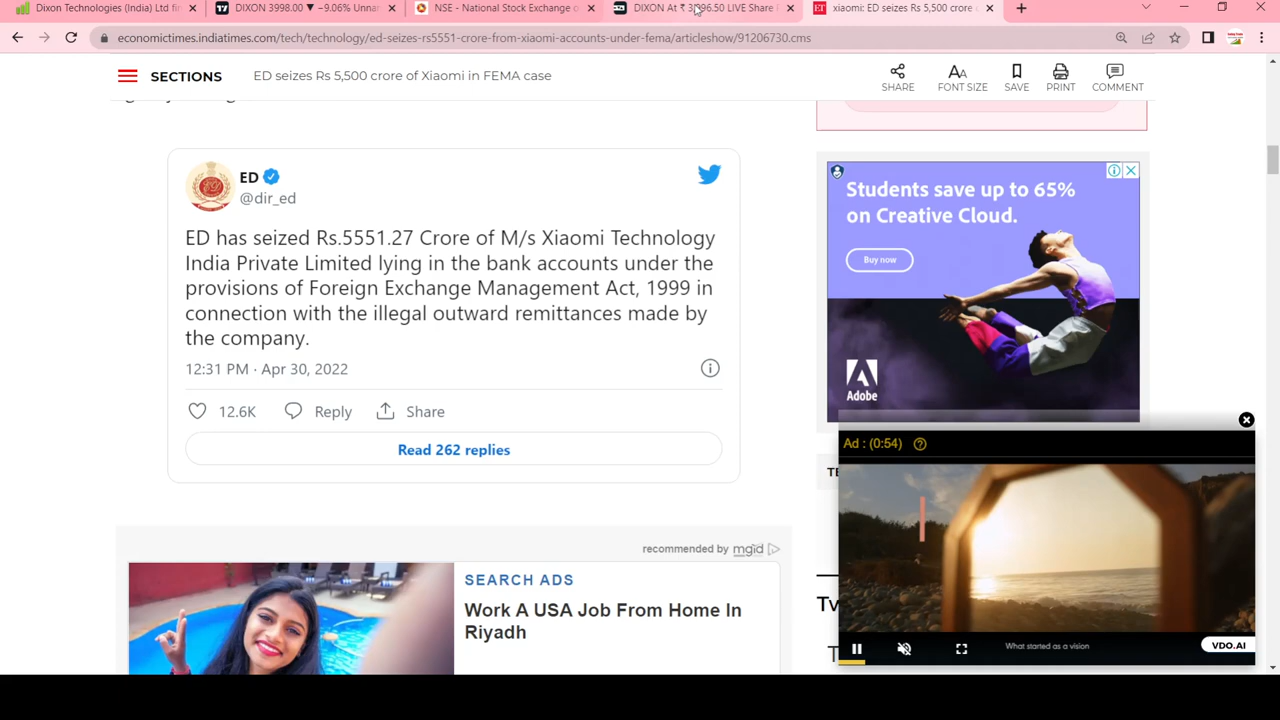 Dixon Technologies (India) Ltd fin
DIXON 3998.00 ▼ −9.06% Unnar
NSE - National Stock Exchange o
LIVE Share P
xiaomi: ED seizes Rs 5,500 crore
economictimes.indiatimes.com/tech/technology/ed-seizes-rs5551-crore-from-xiaomi-accounts-under-fema/articleshow/91206730.cms
SECTIONS
ED seizes Rs 5,500 crore of Xiaomi in FEMA case
SHARE
FONT SIZE
SAVE
PRINT
COMMENT
ED
@dir_ed
ED has seized Rs.5551.27 Crore of M/s Xiaomi Technology
India Private Limited lying in the bank accounts under the
provisions of Foreign Exchange Management Act, 1999 in
connection with the illegal outward remittances made by
the company.
12:31 PM · Apr 30, 2022
12.6K
Reply
Share
Read 262 replies
Students save up to 65%
on Creative Cloud.
Buy now
Adobe
Ad : (0:54)
What started as a vision
VDO.AI
recommended by mgid
SEARCH ADS
Work A USA Job From Home In
Riyadh